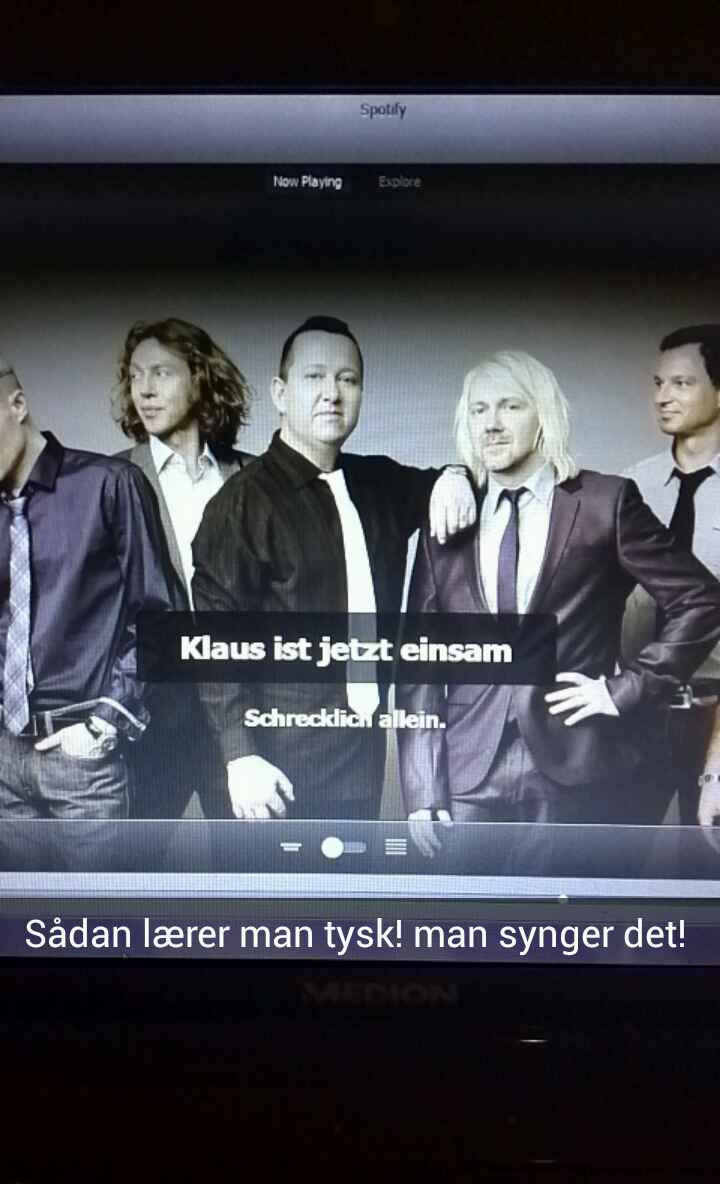 Spotify
Now Playing Explore
Klaus ist jetzt einsam
Schrecklich allein.
Sådan lærer man tysk! man synger det!
MEDION